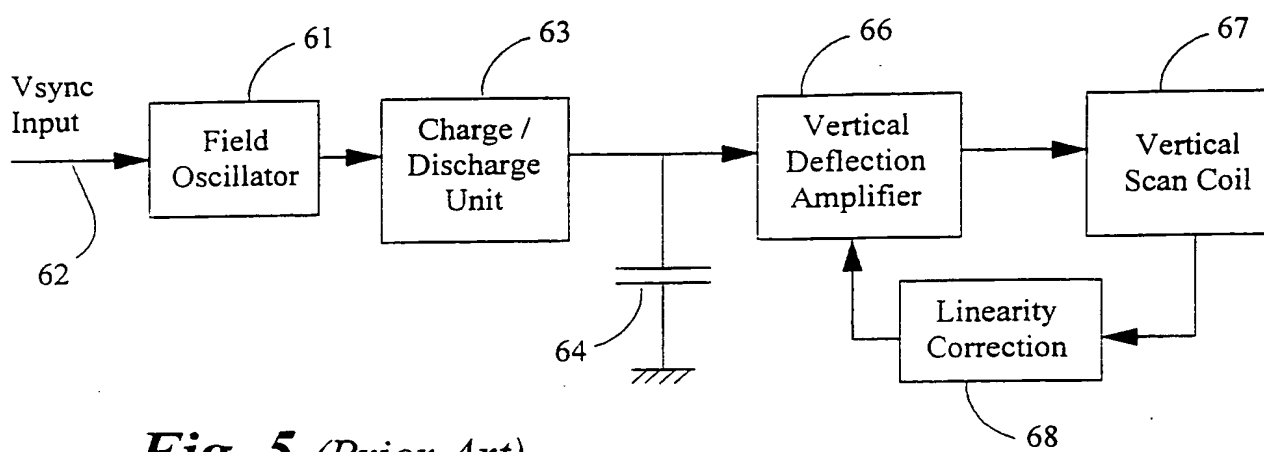 61
63
66
67
Vsync
Input
Field
Oscillator
Charge /
Discharge
Unit
Vertical
Deflection
Amplifier
Vertical
Scan Coil
62
64
Linearity
Correction
68
Fig. 5 (Prior Art)